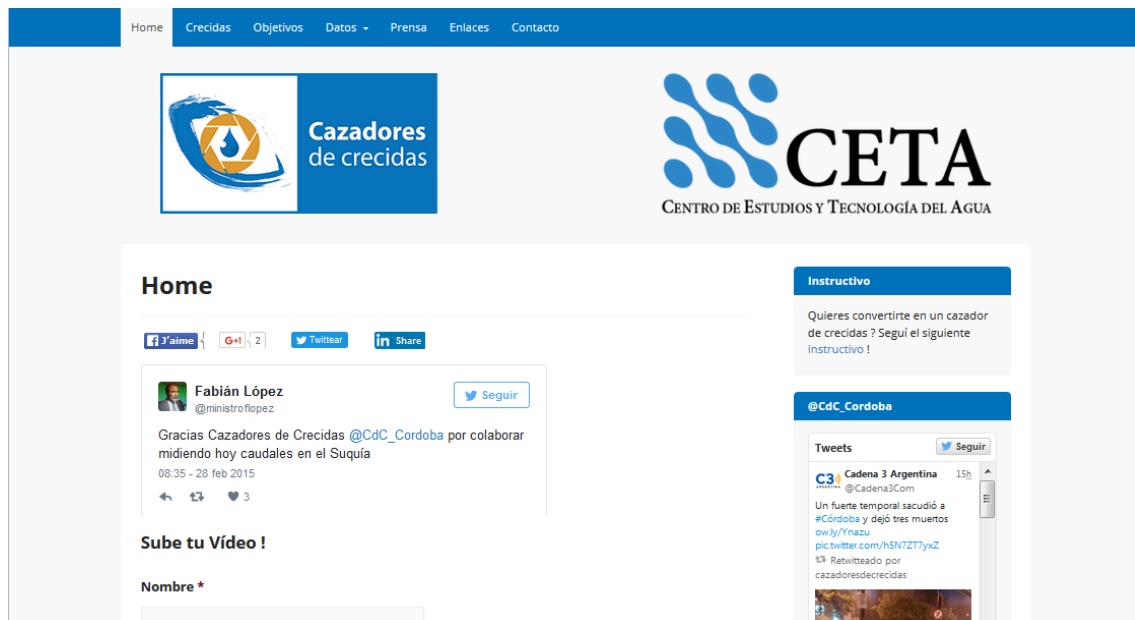 Home Crecidas Objetivos Datos Prensa Enlaces Contacto
Cazadores
de crecidas
CETA
CENTRO DE ESTUDIOS Y TECNOLOGÍA DEL AGUA
Home
J'aime
G+1 2
Twittear
in Share
Fabián López
@ministroflopez
Seguir
Gracias Cazadores de Crecidas @CdC_Cordoba por colaborar
midiendo hoy caudales en el Suquía
08:35 - 28 feb 2015
3
Sube tu Vídeo !
Nombre *
Instructivo
Quieres convertirte en un cazador
de crecidas ? Seguí el siguiente
instructivo !
@CdC_Cordoba
Tweets Seguir
C3
ARGENTINA
Cadena 3 Argentina 15h
@Cadena3Com
Un fuerte temporal sacudió a
#Córdoba y dejó tres muertos
ow.ly/Ynazu
pic.twitter.com/h5N7ZT7yxZ
Retwitteado por
cazadoresdecrecidas